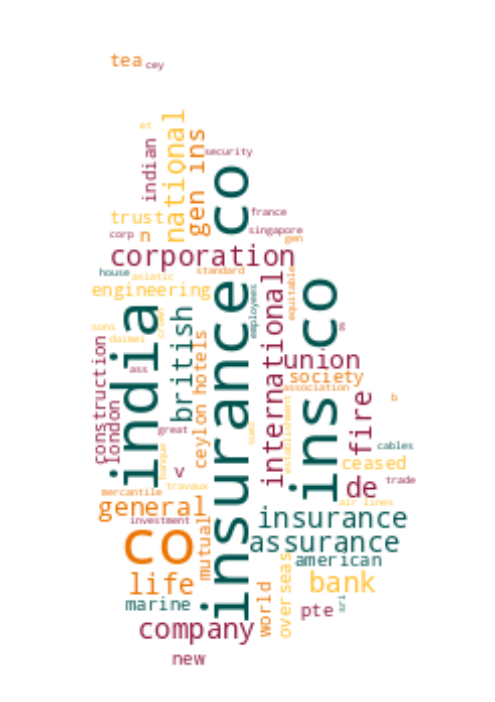 tea cey
et
national
indian
gen ins
security
insurance co
france
trust
singapore
corp n
gen
corporation
house asiatic standard
engineering
international
equitable
employees
ins co
india
british
sons
daimei
construction
london
ceylon hotels
union
ass
society
association
fire
b
great
establishment
v
banque
cables
ceased
travaux
de trade
mercantile
air lines
general
insurance
investment
mutual
co
assurance
american
overseas
life
bank
world
marine
pte
sri
company
new